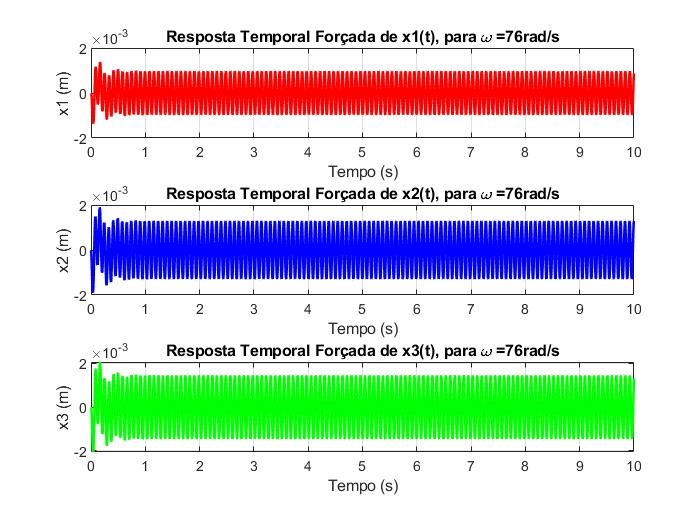 Resposta Temporal Forçada de x1(t), para ω =76rad/s
×10-3
2
0
-2
x1 (m)
0 1 2 3 4 5 6 7 8 9 10
Tempo (s)
Resposta Temporal Forçada de x2(t), para ω =76rad/s
×10-3
2
0
-2
x2 (m)
0 1 2 3 4 5 6 7 8 9 10
Tempo (s)
Resposta Temporal Forçada de x3(t), para ω =76rad/s
×10-3
2
0
-2
x3 (m)
0 1 2 3 4 5 6 7 8 9 10
Tempo (s)